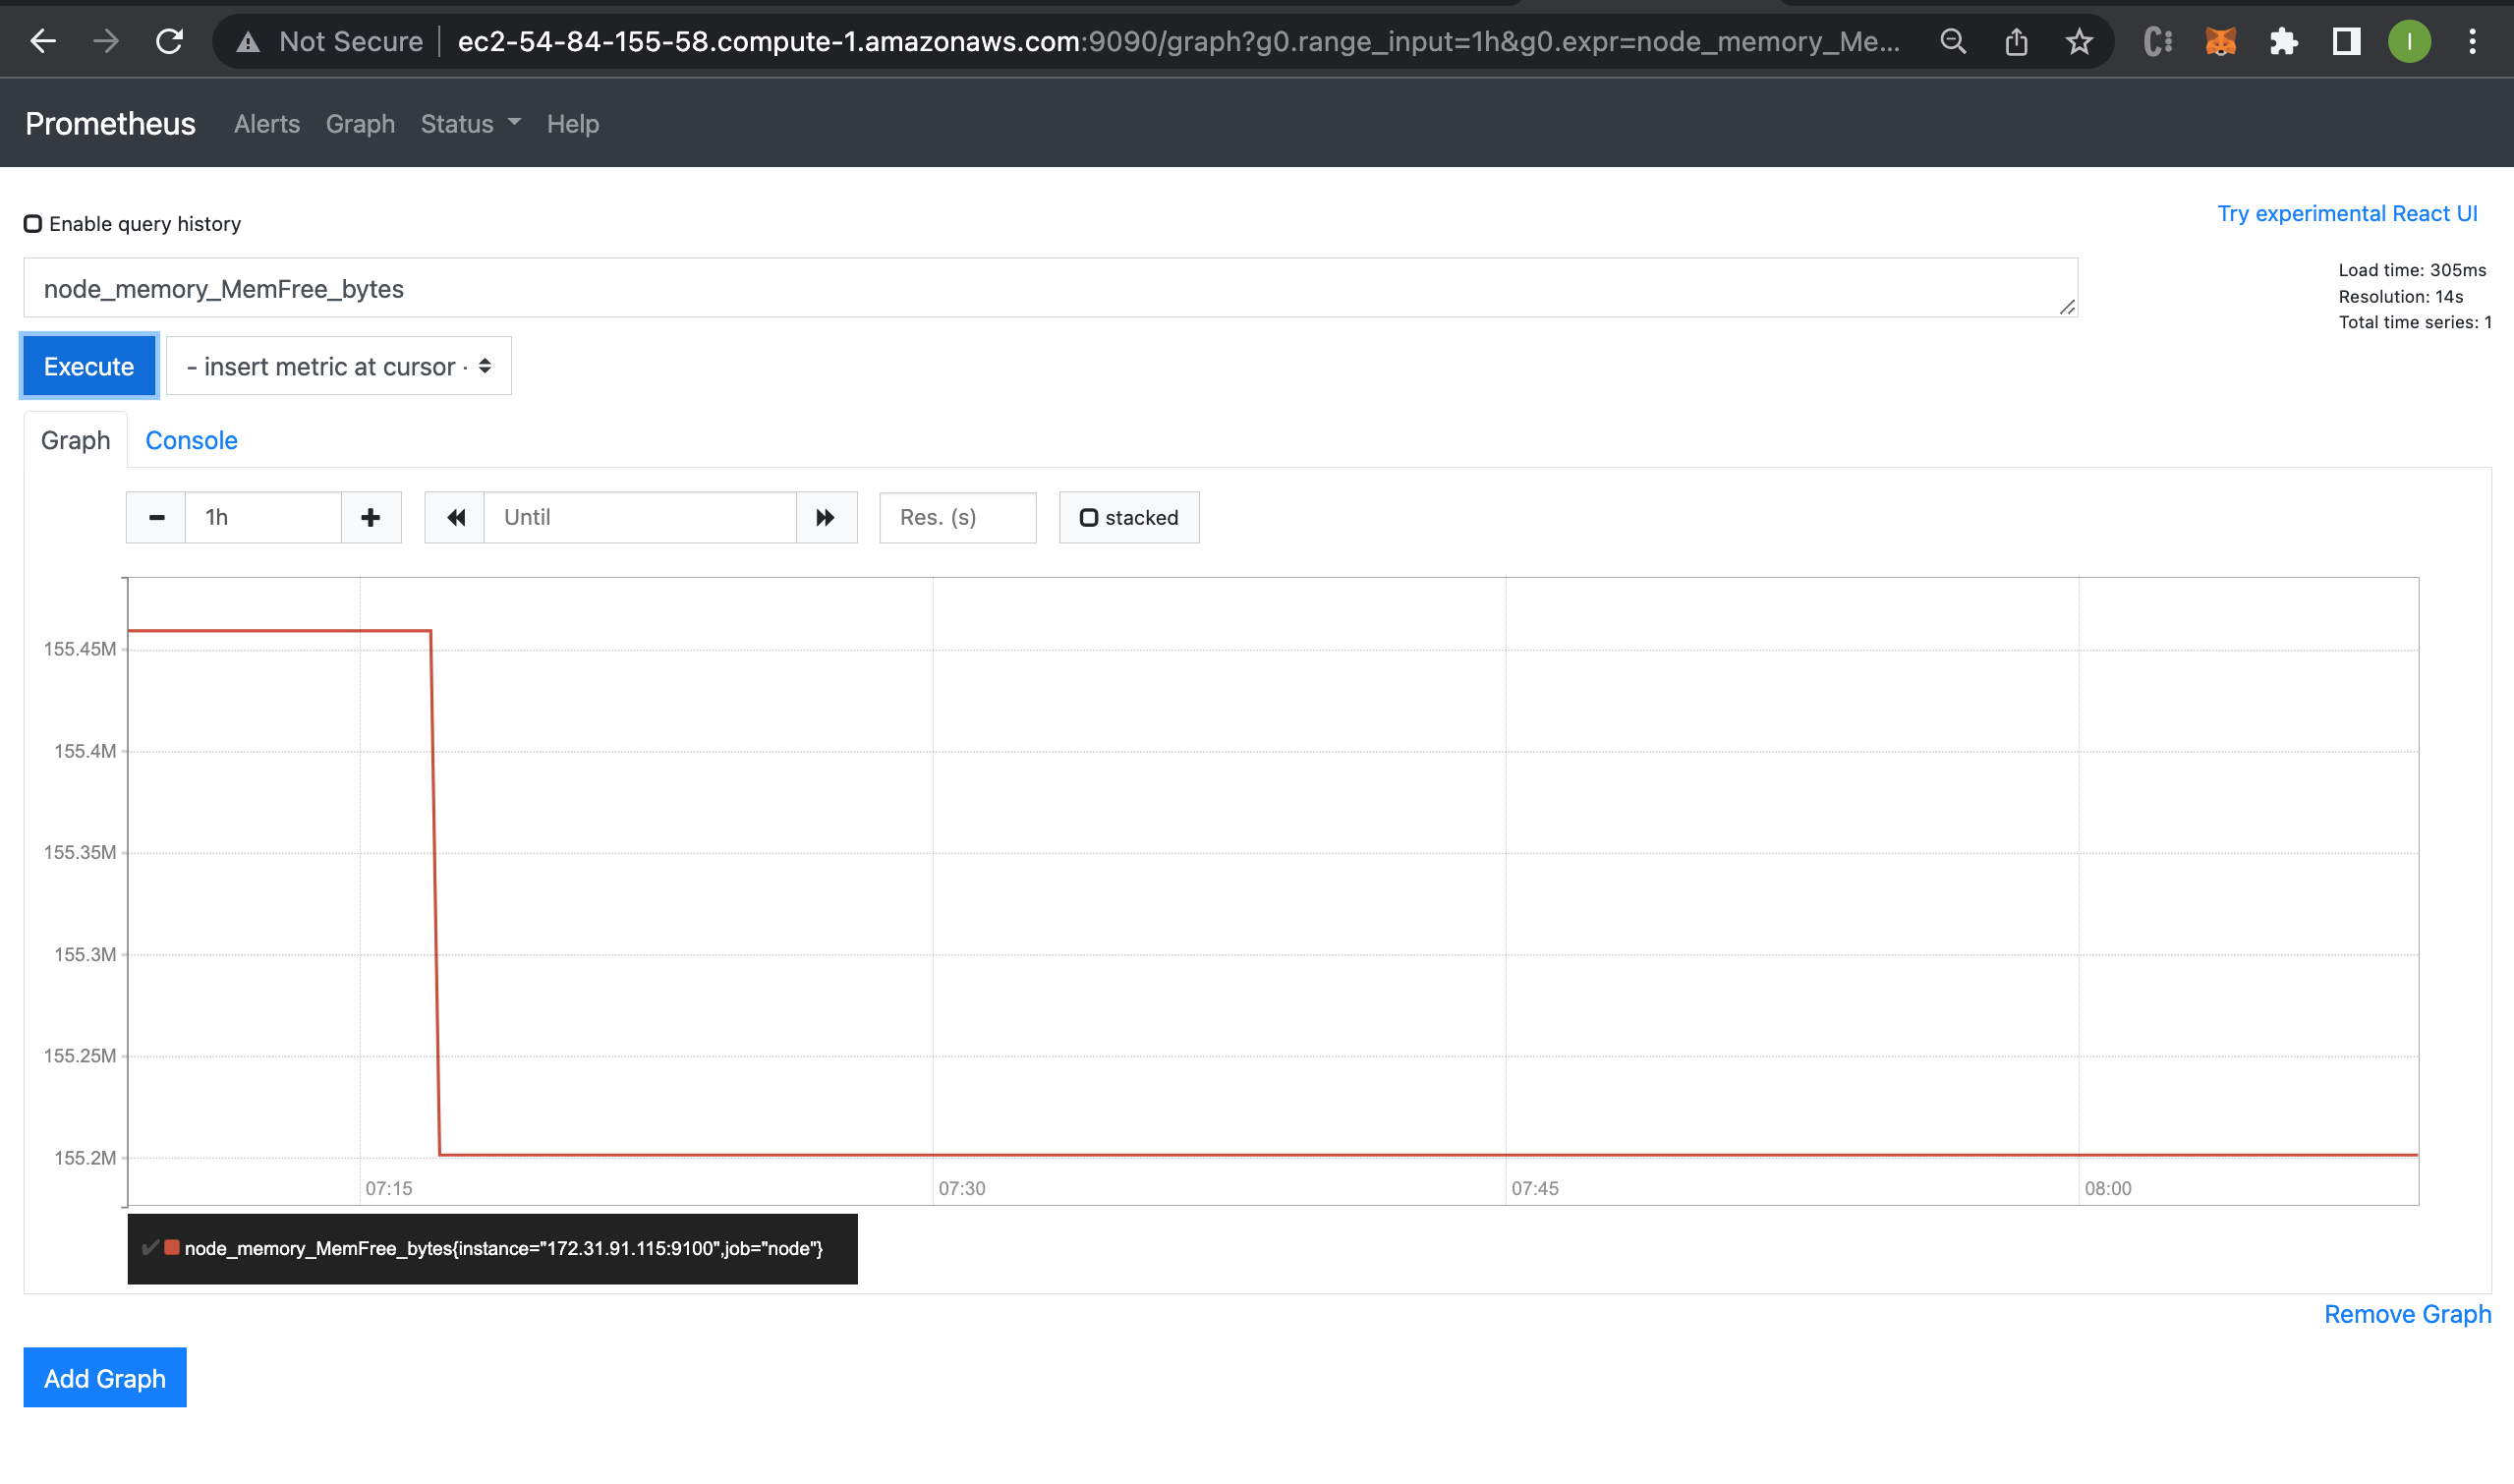 Not Secure ec2-54-84-155-58.compute-1.amazonaws.com:9090/graph?g0.range_input=1h&g0.expr=node_memory_Me... I
Prometheus Alerts Graph Status Help
Enable query history
Try experimental React UI
node_memory_MemFree_bytes
Load time: 305ms
Resolution: 14s
Total time series: 1
Execute - insert metric at cursor -
Graph Console
1h Until Res. (s) stacked
155.45M
155.4M
155.35M
155.3M
155.25M
155.2M
07:15 07:30 07:45 08:00
node_memory_MemFree_bytes{instance="172.31.91.115:9100",job="node"}
Remove Graph
Add Graph